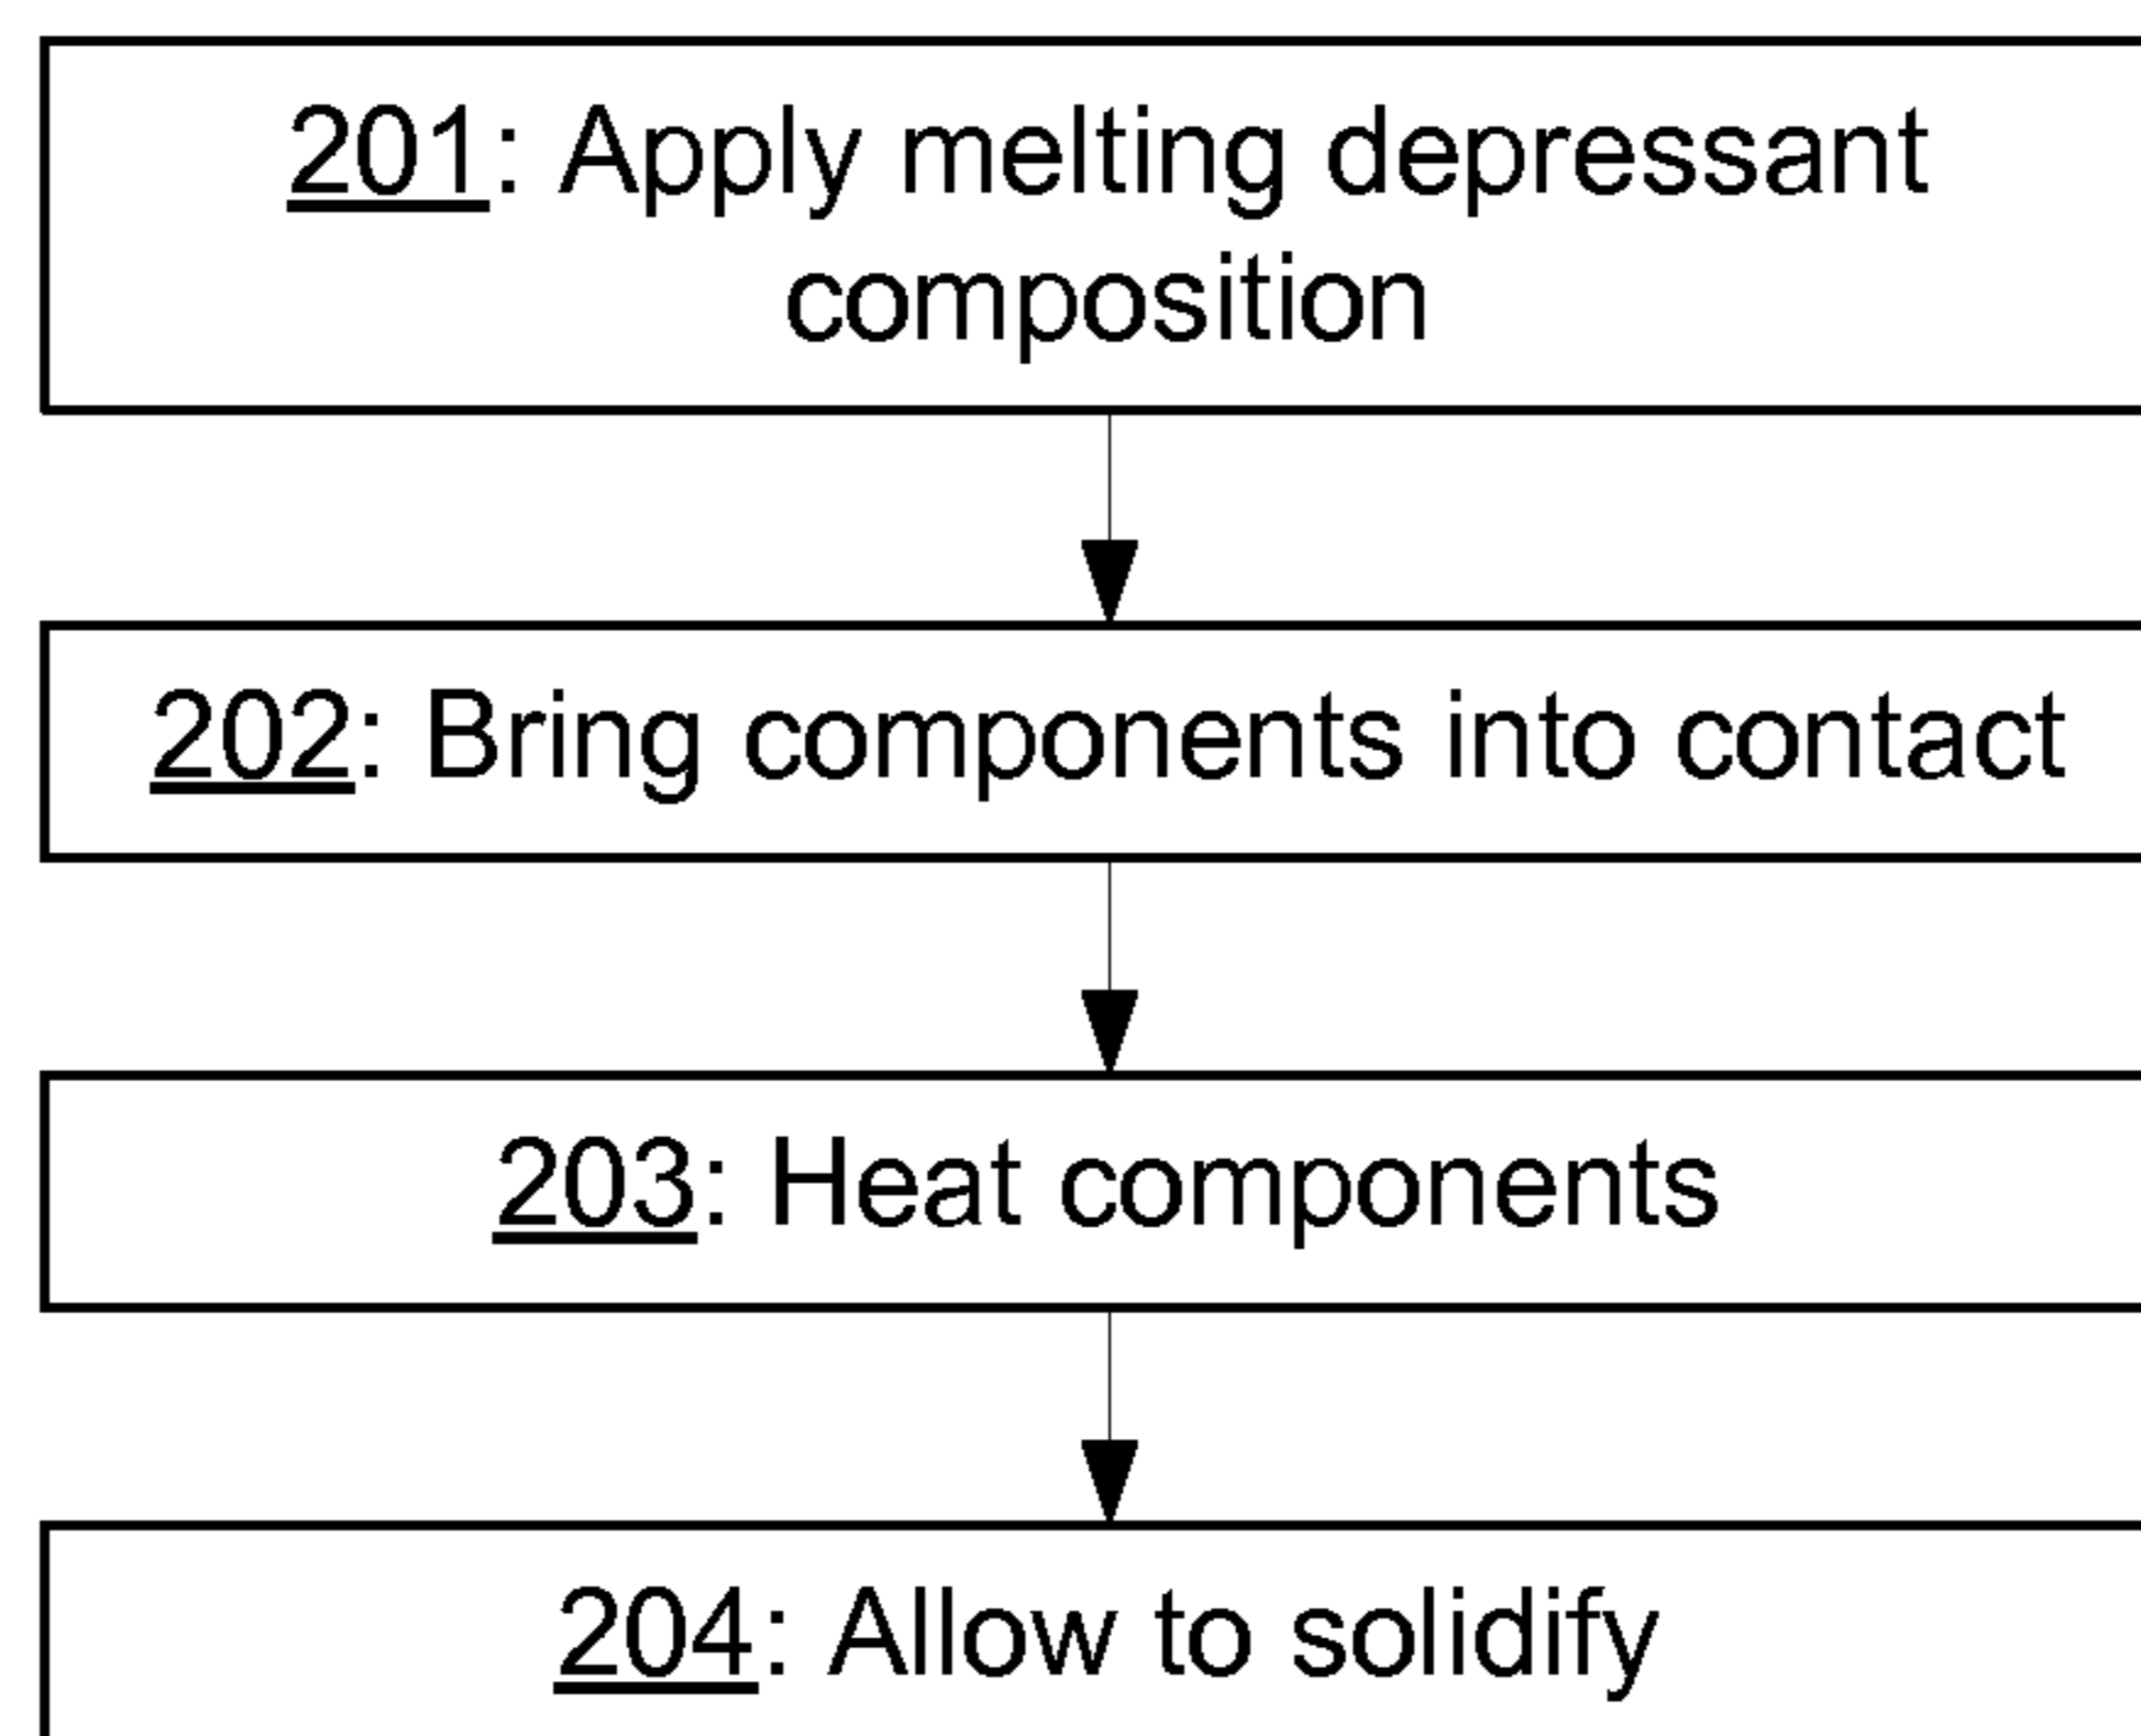 201: Apply melting depressant
composition
202: Bring components into contact
203: Heat components
204: Allow to solidify